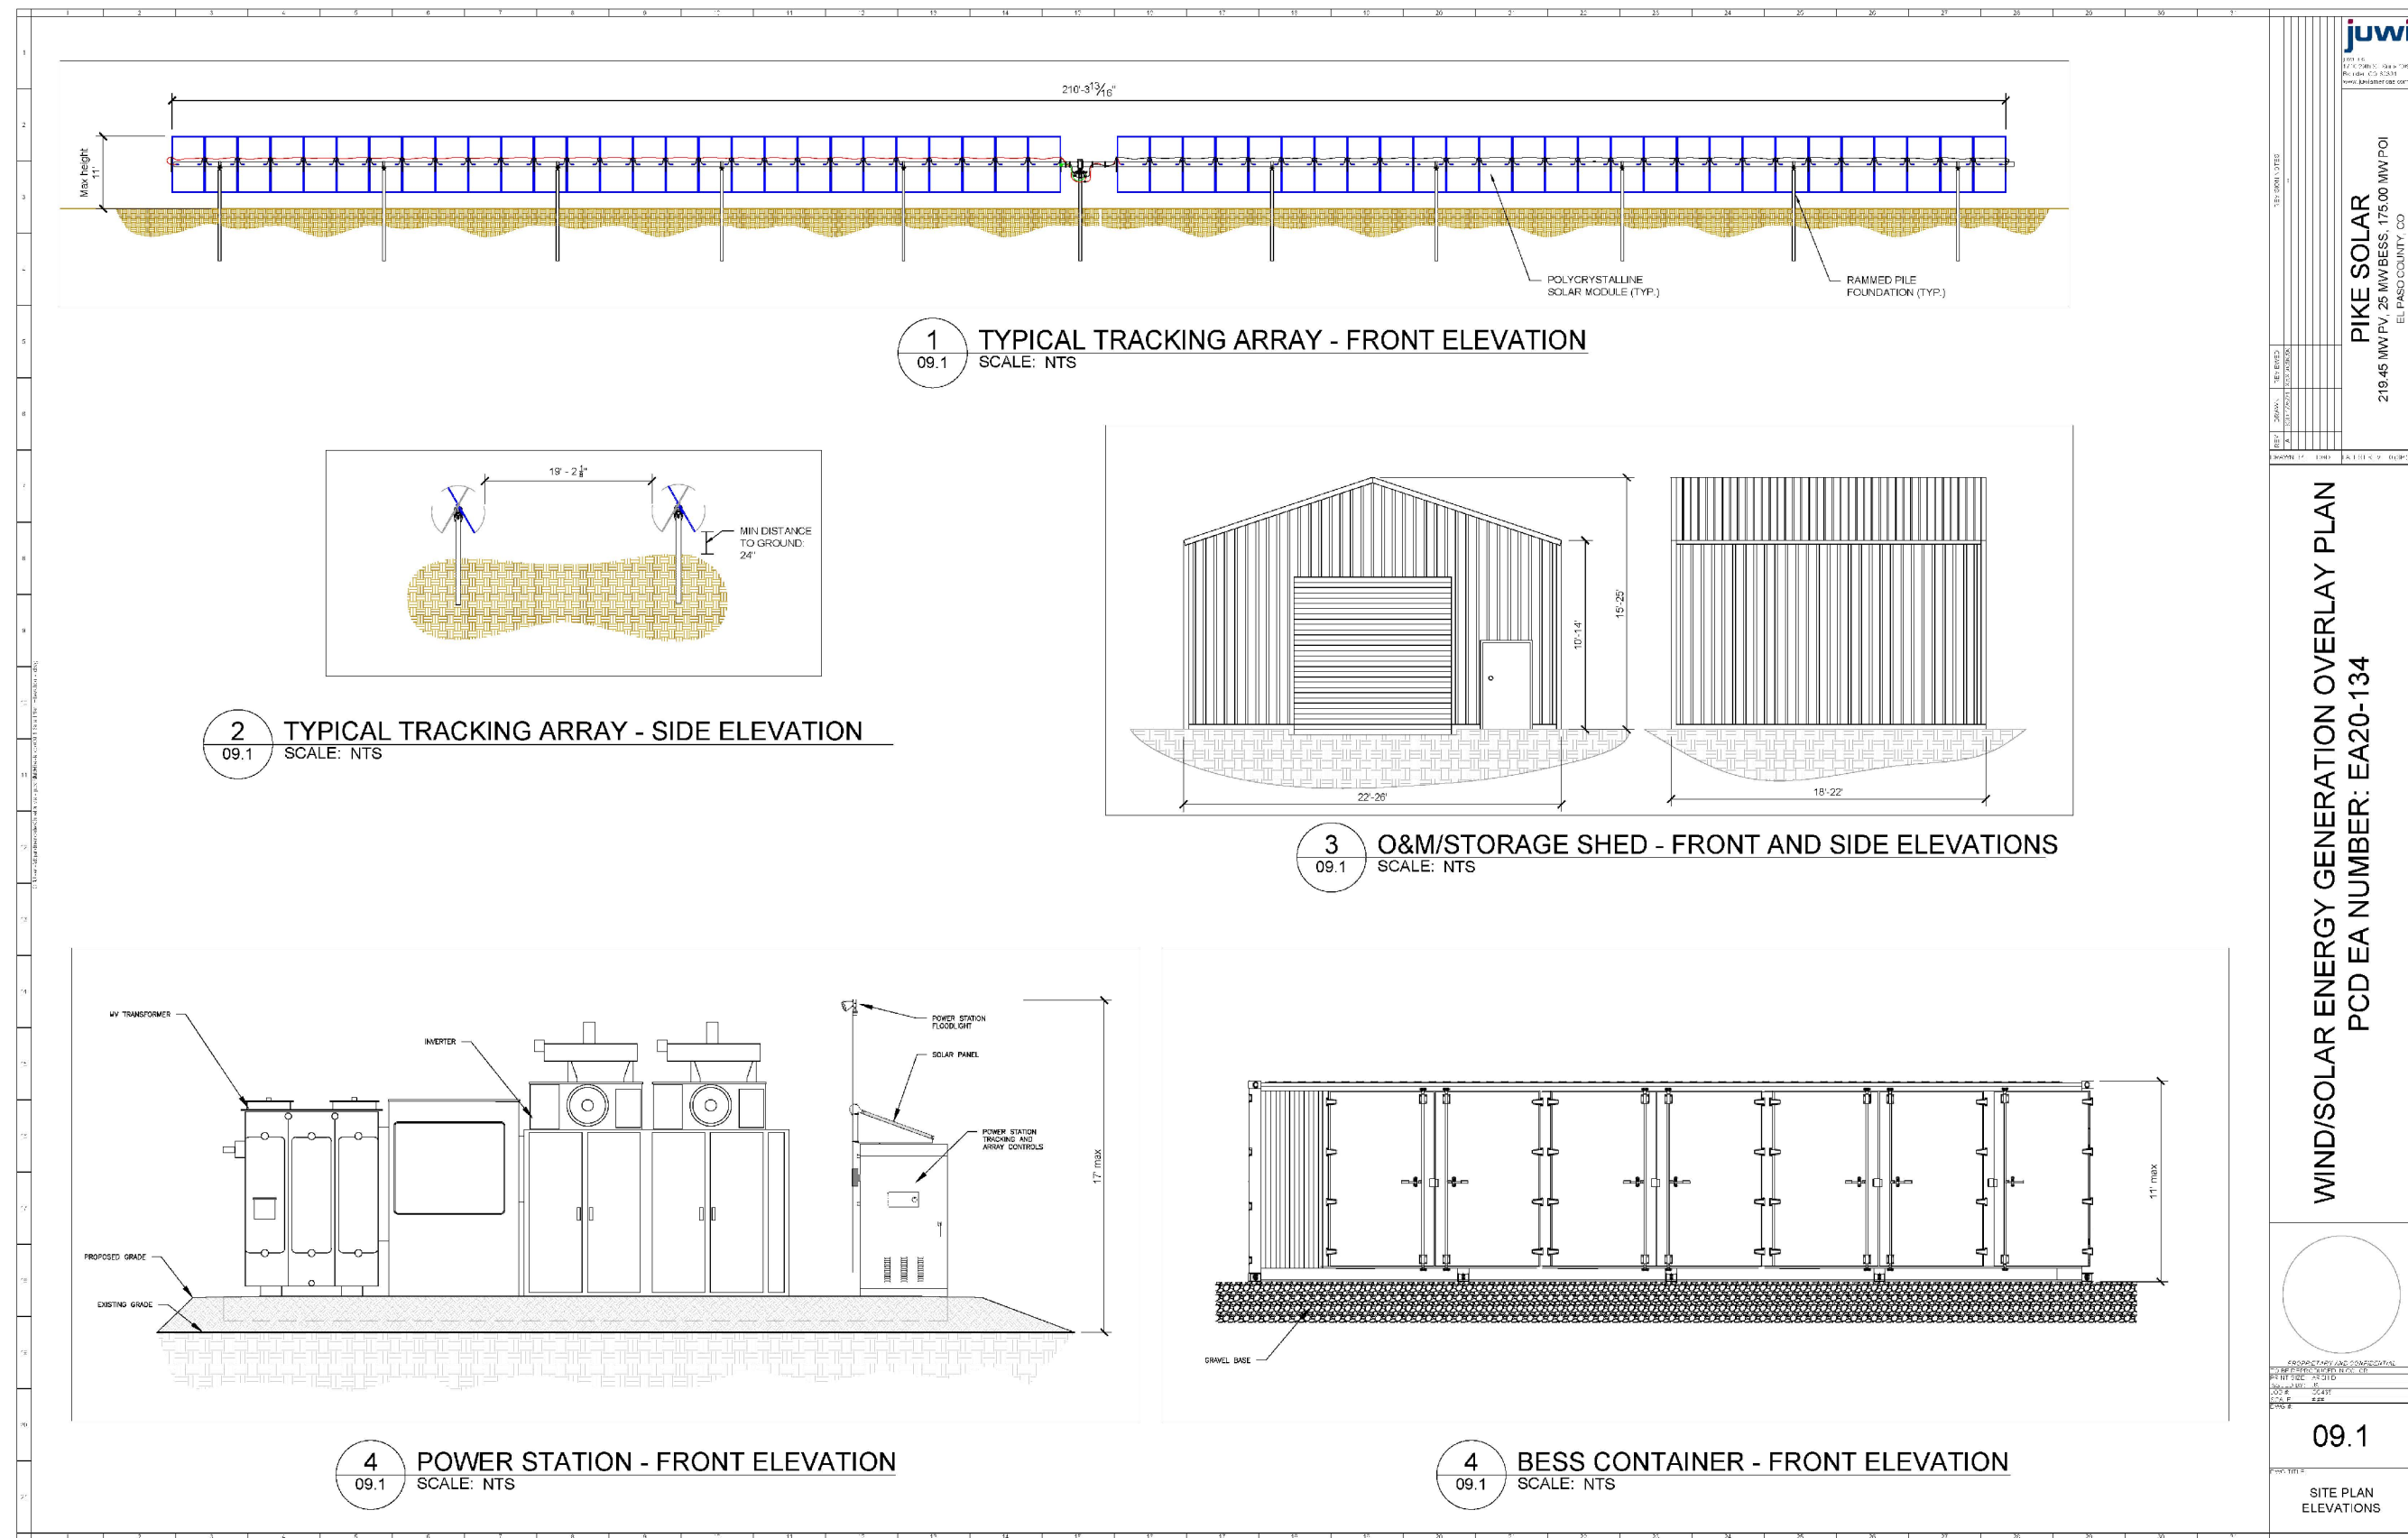 210'-3 13/16"
Max height
11'
POLYCRYSTALLINE
SOLAR MODULE (TYP.)
RAMMED PILE
FOUNDATION (TYP.)
1
09.1
TYPICAL TRACKING ARRAY - FRONT ELEVATION
SCALE: NTS
MIN DISTANCE
TO GROUND:
24"
2
09.1
TYPICAL TRACKING ARRAY - SIDE ELEVATION
SCALE: NTS
10'-14'
15'-25'
22'-26'
18'-22'
3
09.1
O&M/STORAGE SHED - FRONT AND SIDE ELEVATIONS
SCALE: NTS
MV TRANSFORMER
INVERTER
POWER STATION
FLOODLIGHT
SOLAR PANEL
POWER STATION
TRACKING AND
ARRAY CONTROLS
17' max
PROPOSED GRADE
EXISTING GRADE
4
09.1
POWER STATION - FRONT ELEVATION
SCALE: NTS
11' max
GRAVEL BASE
4
09.1
BESS CONTAINER - FRONT ELEVATION
SCALE: NTS
juwi
PIKE SOLAR
219.45 MW PV, 25 MW BESS, 175.00 MW POI
EL PASO COUNTY, CO
WIND/SOLAR ENERGY GENERATION OVERLAY PLAN
PCD EA NUMBER: EA20-134
PROPRIETARY AND CONFIDENTIAL
09.1
SITE PLAN
ELEVATIONS